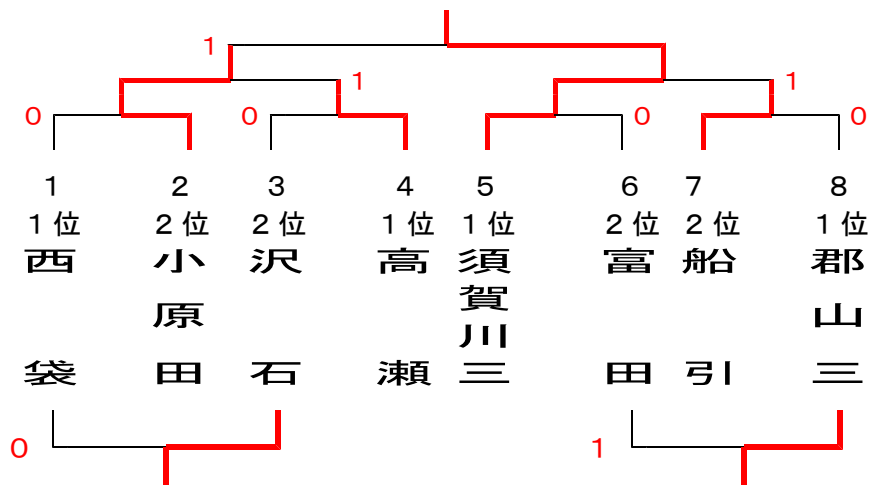 1
1
1
0
0
0
0
1 2 3 4 5 6 7 8
1位 2位 2位 1位 1位 2位 2位 1位
西袋
小原田
沢石
高瀬
須賀川三
富田
船引
郡山三
0
1